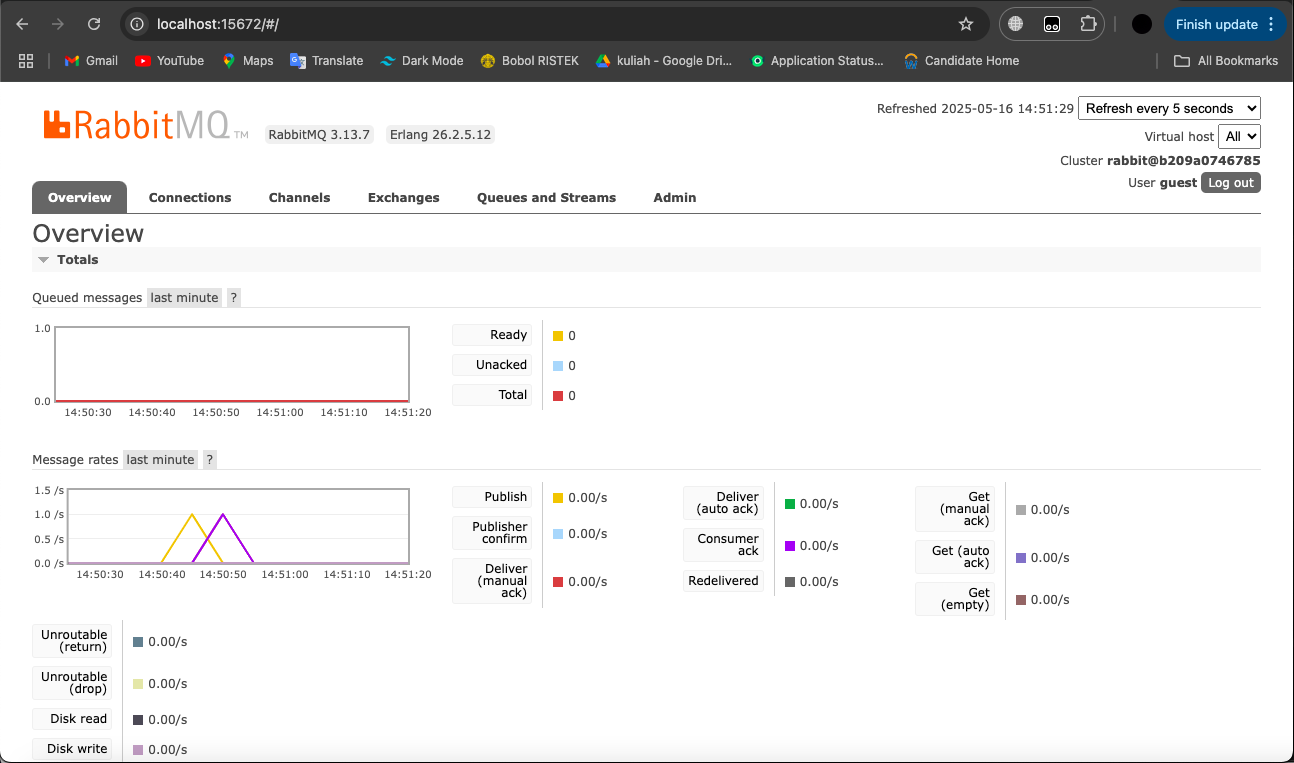 localhost:15672/#/
Finish update
Gmail
YouTube
Maps
Translate
Dark Mode
Bobol RISTEK
kuliah - Google Dri...
Application Status...
Candidate Home
All Bookmarks
RabbitMQ TM
RabbitMQ 3.13.7
Erlang 26.2.5.12
Refreshed 2025-05-16 14:51:29
Refresh every 5 seconds
Virtual host All
Cluster rabbit@b209a0746785
User guest Log out
Overview
Connections
Channels
Exchanges
Queues and Streams
Admin
Overview
Totals
Queued messages last minute ?
1.0
0.0
14:50:30 14:50:40 14:50:50 14:51:00 14:51:10 14:51:20
Ready 0
Unacked 0
Total 0
Message rates last minute ?
1.5 /s
1.0 /s
0.5 /s
0.0 /s
14:50:30 14:50:40 14:50:50 14:51:00 14:51:10 14:51:20
Publish 0.00/s
Publisher
confirm 0.00/s
Deliver
(manual
ack) 0.00/s
Deliver
(auto ack) 0.00/s
Consumer
ack 0.00/s
Redelivered 0.00/s
Get
(manual
ack) 0.00/s
Get (auto
ack) 0.00/s
Get
(empty) 0.00/s
Unroutable
(return) 0.00/s
Unroutable
(drop) 0.00/s
Disk read 0.00/s
Disk write 0.00/s